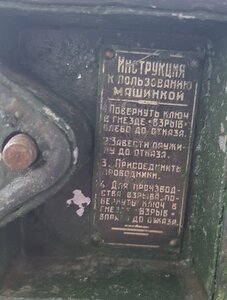 ИНСТРУКЦИЯ
К ПОЛЬЗОВАНИЮ
МАШИНКОЙ
1. ПОВЕРНУТЬ КЛЮЧ
В ГНЕЗДЕ «ВЗРЫВ»
ВЛЕВО ДО ОТКАЗА.
2. ЗАВЕСТИ ПРУЖИ-
НУ ДО ОТКАЗА.
3. ПРИСОЕДИНИТЬ
ПРОВОДНИКИ.
4. ДЛЯ ПРОИЗВОД-
СТВА ВЗРЫВА ПО-
ВЕРНУТЬ КЛЮЧ В
ГНЕЗДЕ «ВЗРЫВ»
ВПРАВО ДО ОТКАЗА.